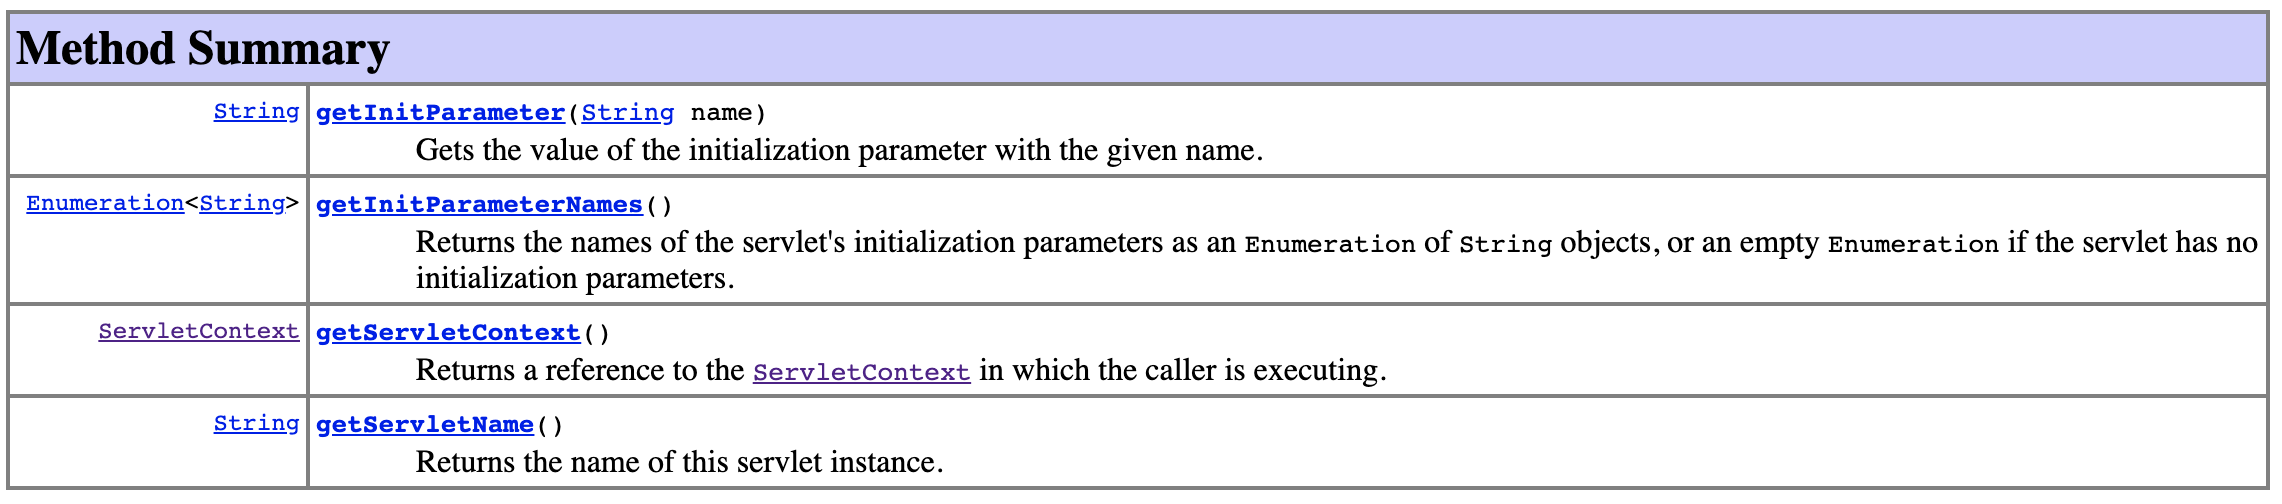 Method Summary
String getInitParameter(String name)
Gets the value of the initialization parameter with the given name.
Enumeration<String> getInitParameterNames()
Returns the names of the servlet's initialization parameters as an Enumeration of String objects, or an empty Enumeration if the servlet has no
initialization parameters.
ServletContext getServletContext()
Returns a reference to the ServletContext in which the caller is executing.
String getServletName()
Returns the name of this servlet instance.